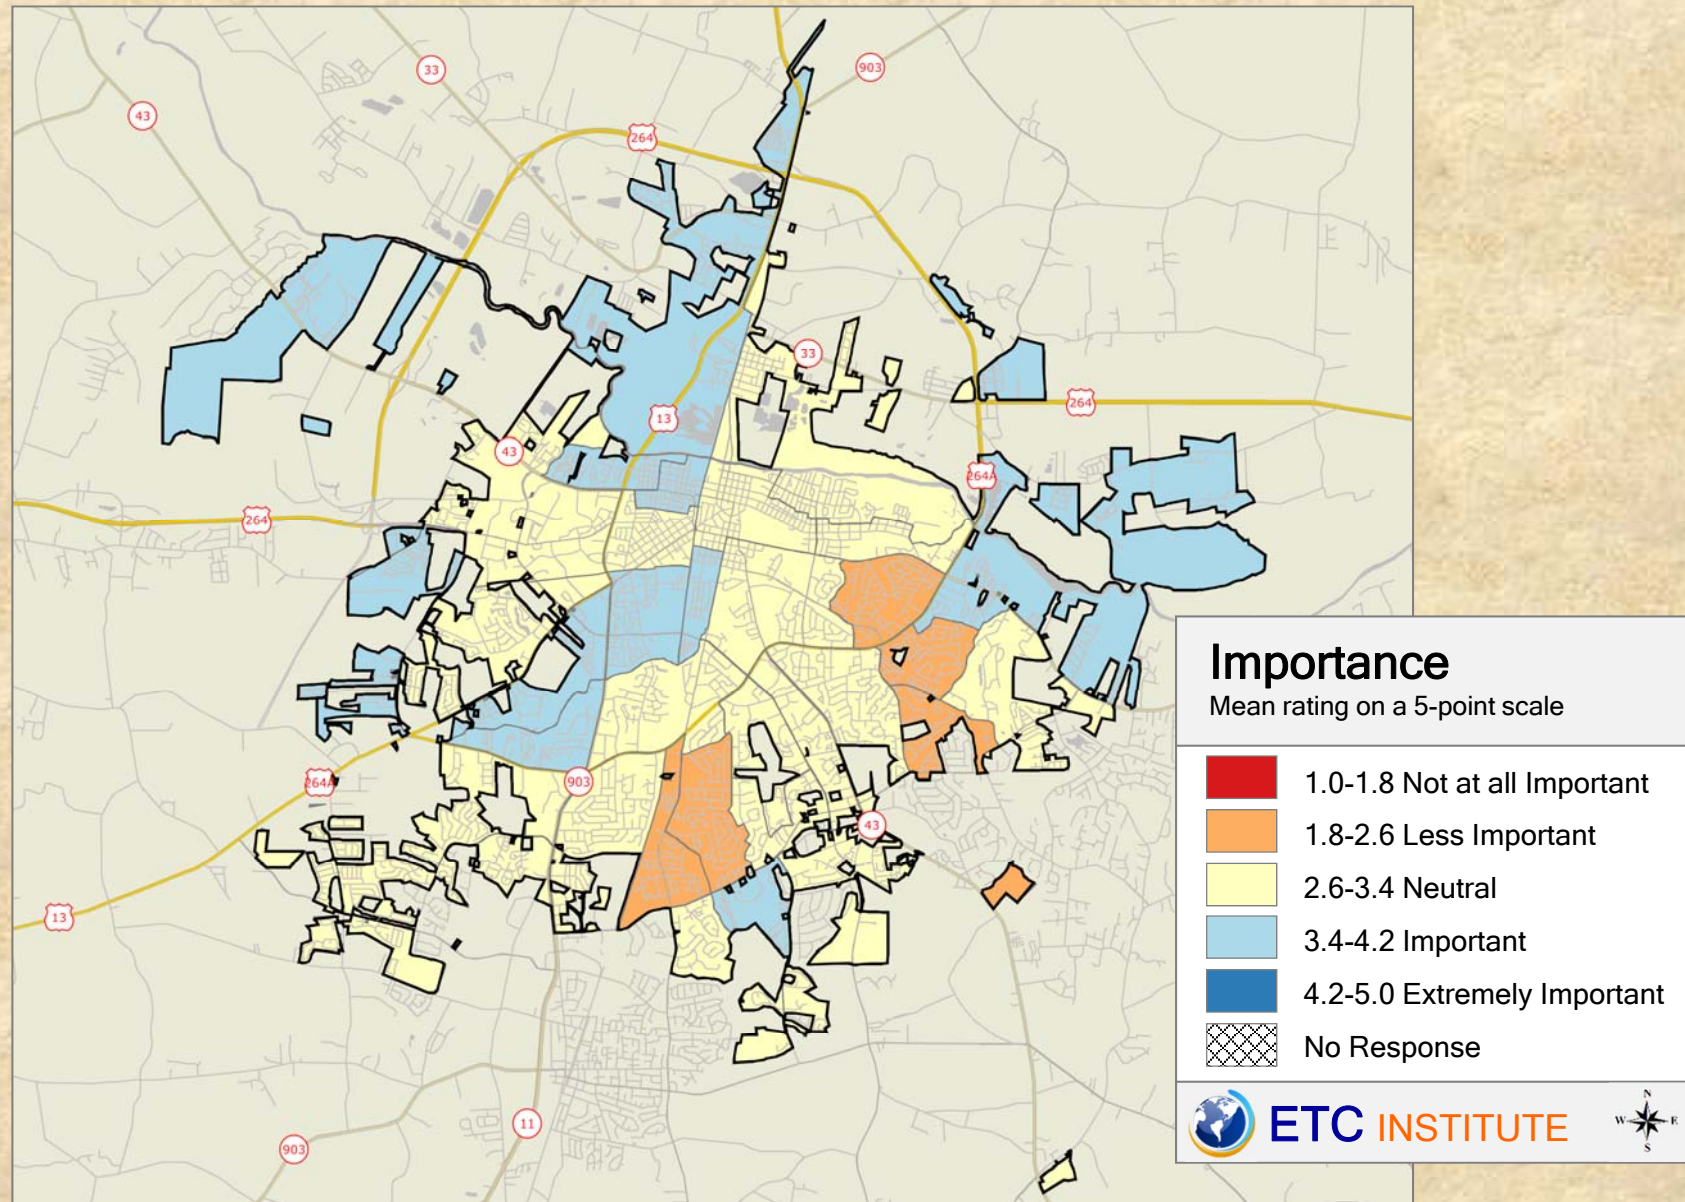 33
903
43
264
33
13
264
43
264A
264
903
264A
43
13
11
903
Importance
Mean rating on a 5-point scale
1.0-1.8 Not at all Important
1.8-2.6 Less Important
2.6-3.4 Neutral
3.4-4.2 Important
4.2-5.0 Extremely Important
No Response
ETC INSTITUTE
N
W E
S